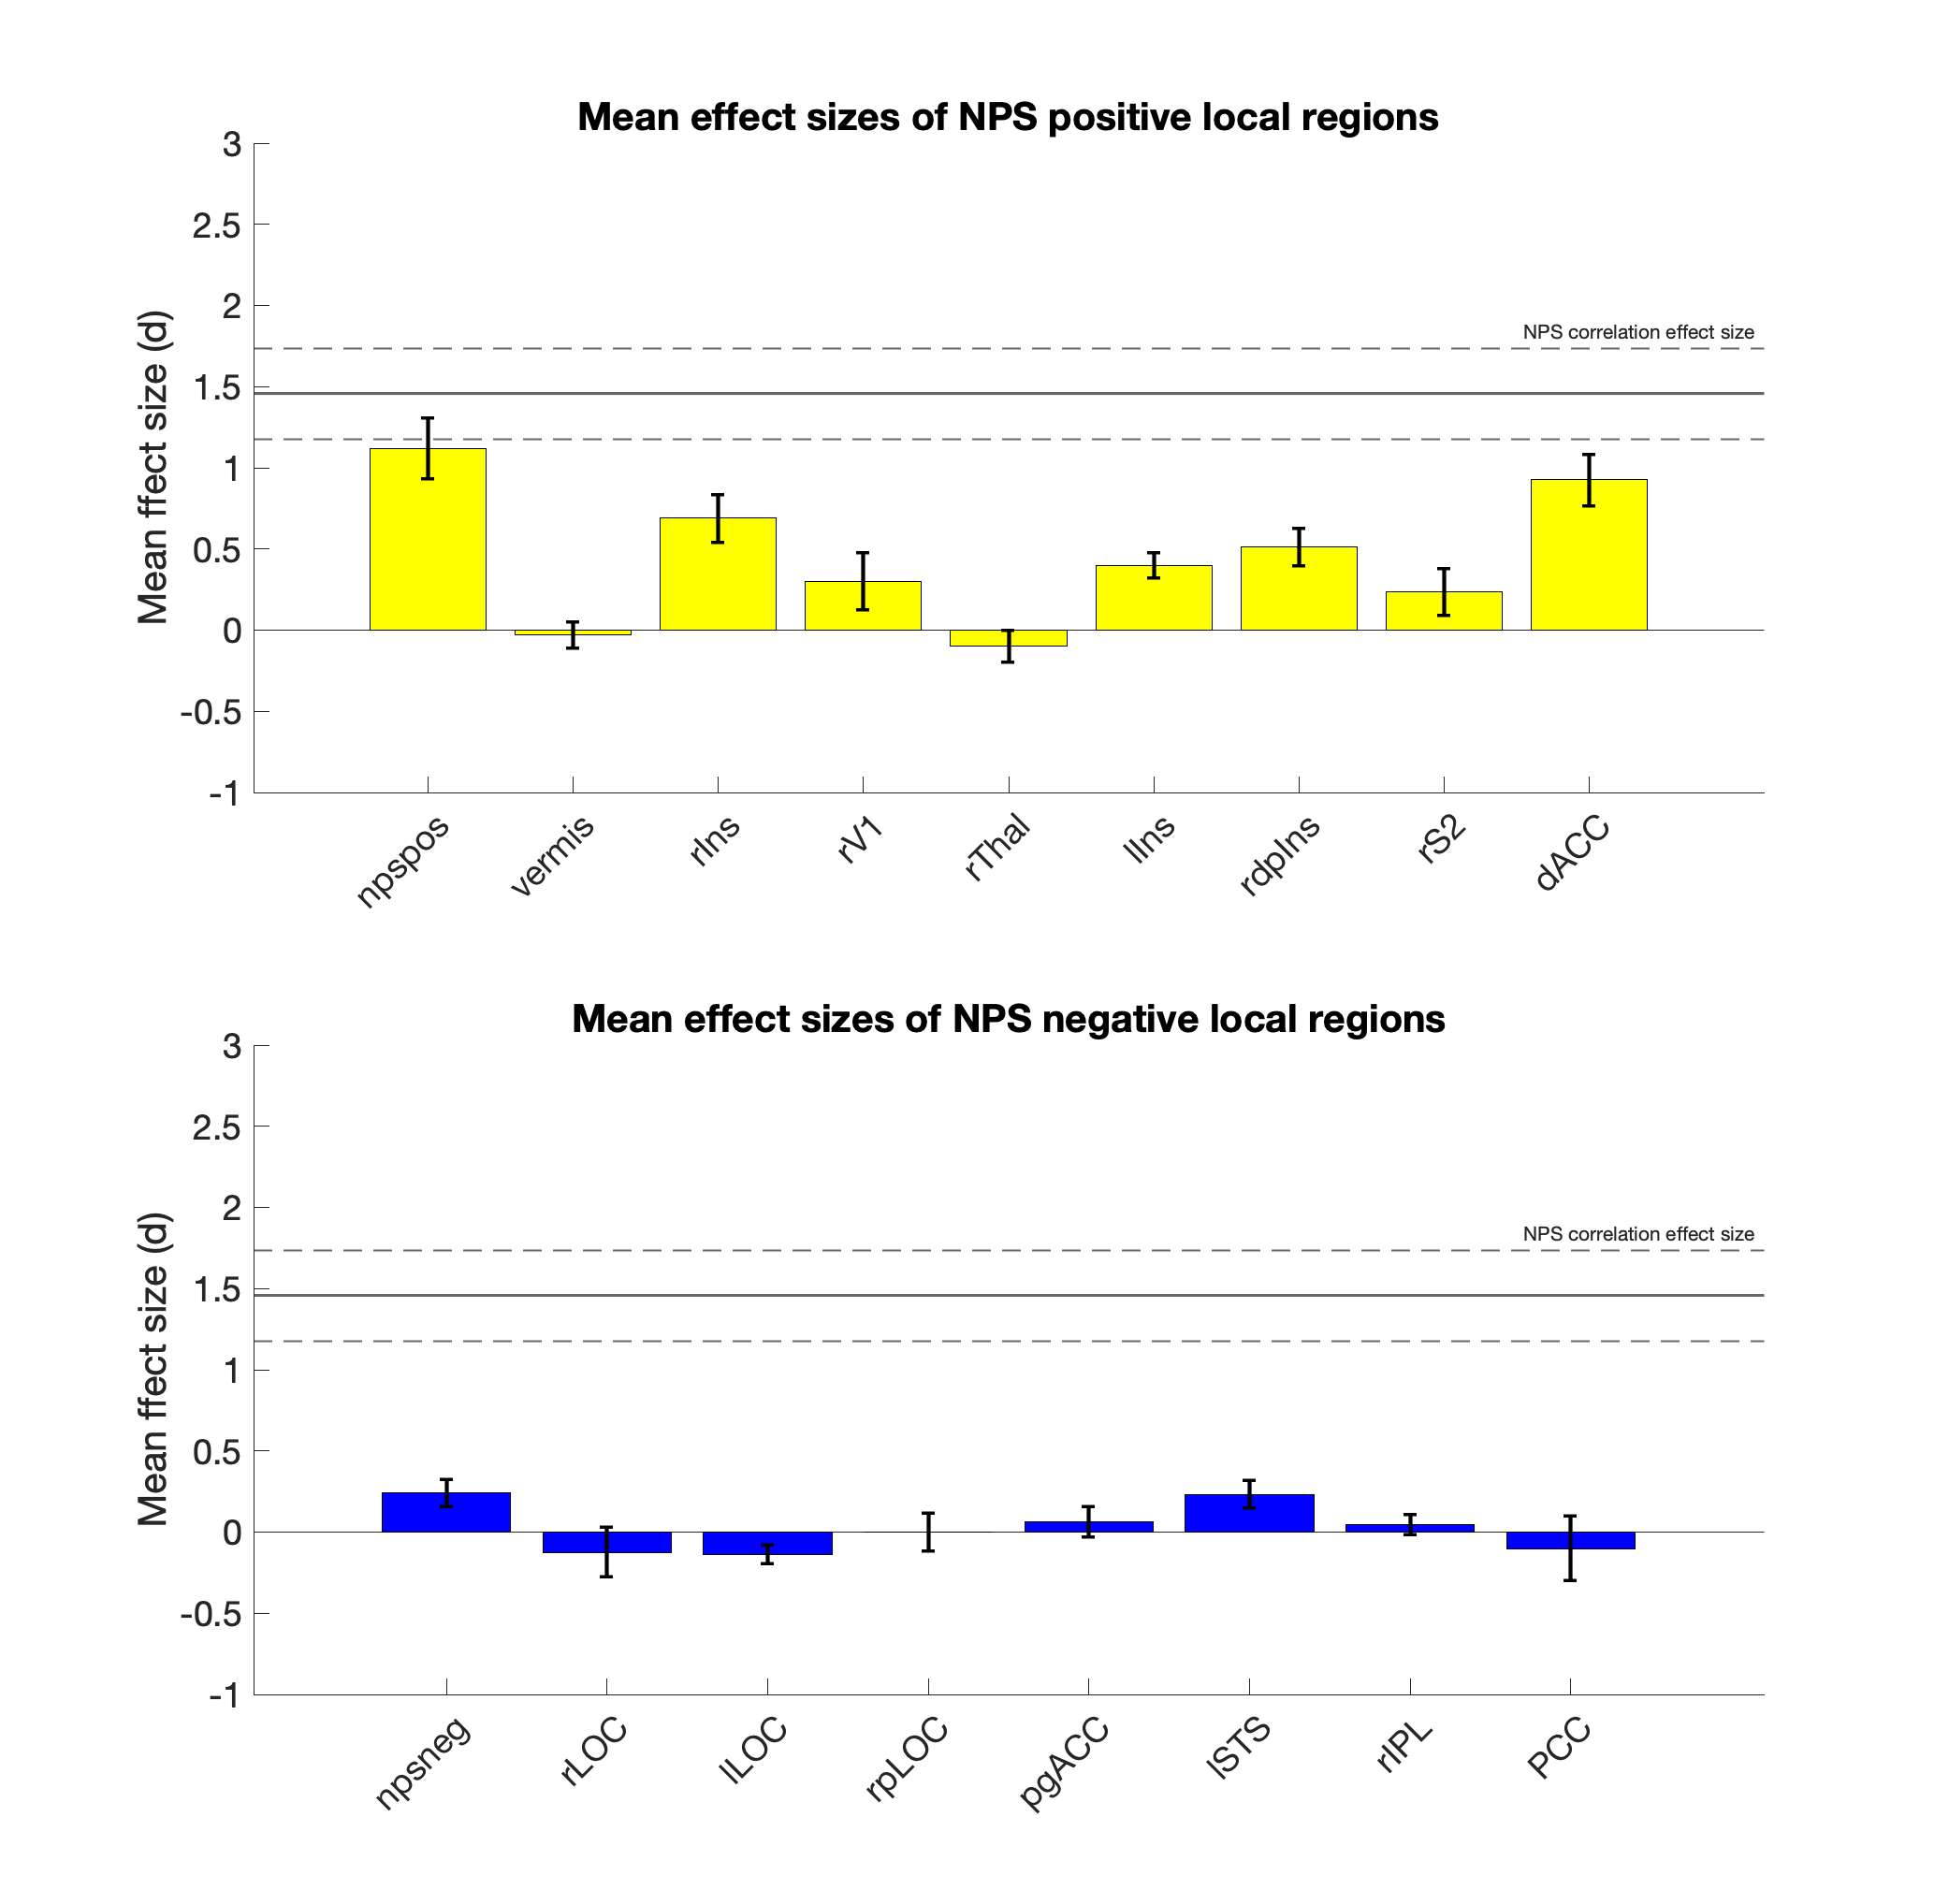 Mean effect sizes of NPS positive local regions
3
2.5
2
1.5
1
0.5
0
-0.5
-1
Mean ffect size (d)
NPS correlation effect size
npspos
vermis
rIns
rV1
rThal
lIns
rdpIns
rS2
dACC
Mean effect sizes of NPS negative local regions
3
2.5
2
1.5
1
0.5
0
-0.5
-1
Mean ffect size (d)
NPS correlation effect size
npsneg
rLOC
lLOC
rpLOC
pgACC
lSTS
rIPL
PCC